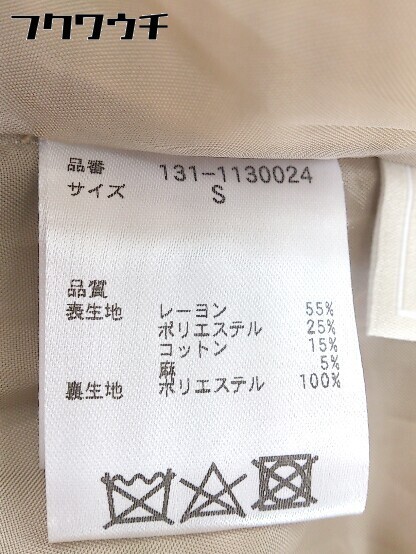 フクワウチ
品番 131-1130024
サイズ S
品質
表生地 レーヨン 55%
ポリエステル 25%
コットン 15%
麻 5%
裏生地 ポリエステル 100%